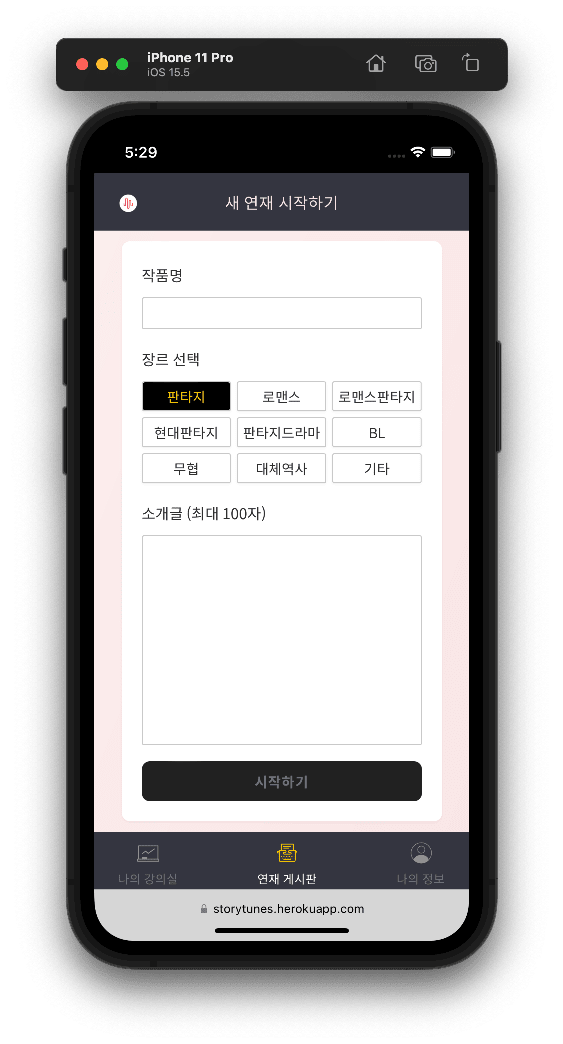 iPhone 11 Pro
iOS 15.5
5:29
새 연재 시작하기
작품명
장르 선택
판타지 로맨스 로맨스판타지
현대판타지 판타지드라마 BL
무협 대체역사 기타
소개글 (최대 100자)
시작하기
나의 강의실 연재 게시판 나의 정보
storytunes.herokuapp.com